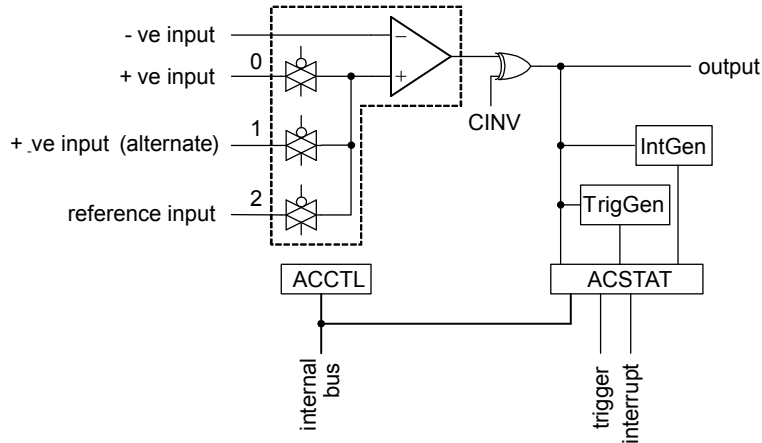 - ve input
0
+ ve input
output
CINV
1
+ -ve input (alternate)
IntGen
2
reference input
TrigGen
ACCTL
ACSTAT
internal
bus
trigger
interrupt